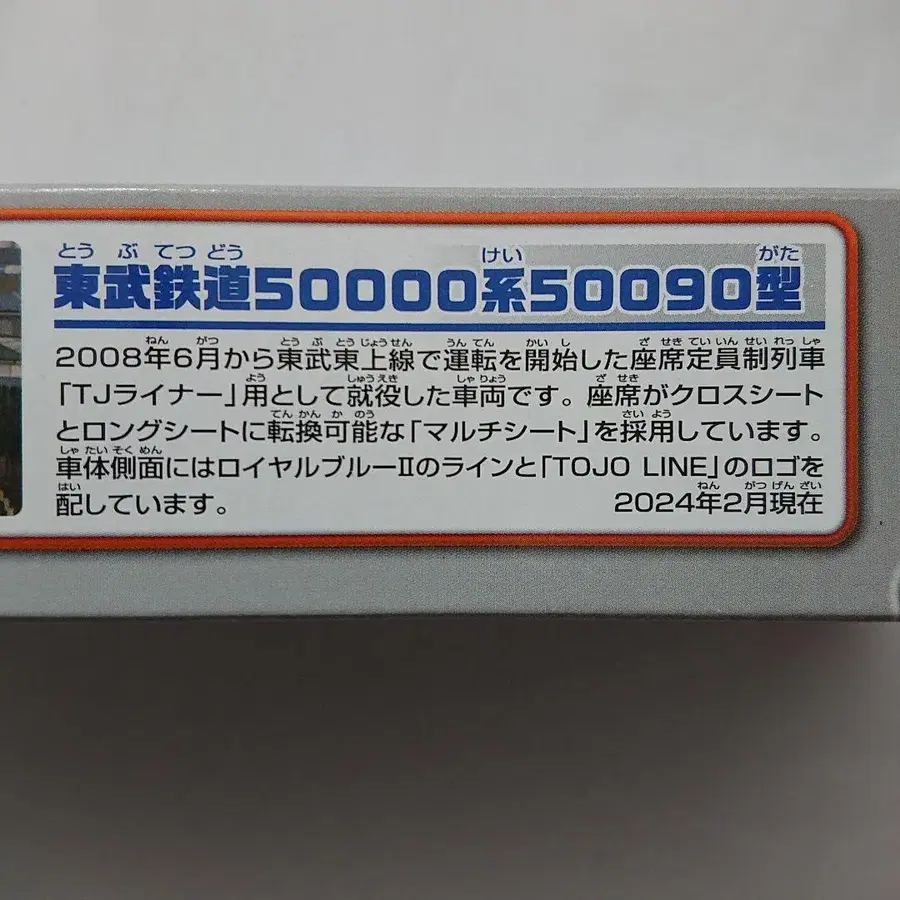 とうぶてつどう けい がた
東武鉄道50000系50090型
ねん がつ とうぶとうじょうせん うんてん かいし ざせきていいんせいれっしゃ
2008年6月から東武東上線で運転を開始した座席定員制列車
よう しゅうえき しゃりょう ざせき
「TJライナー」用として就役した車両です。座席がクロスシート
てんかんかのう さいよう
とロングシートに転換可能な「マルチシート」を採用しています。
しゃたいそくめん
車体側面にはロイヤルブルーⅡのラインと「TOJO LINE」のロゴを
はい ねん がつげんざい
配しています。 2024年2月現在